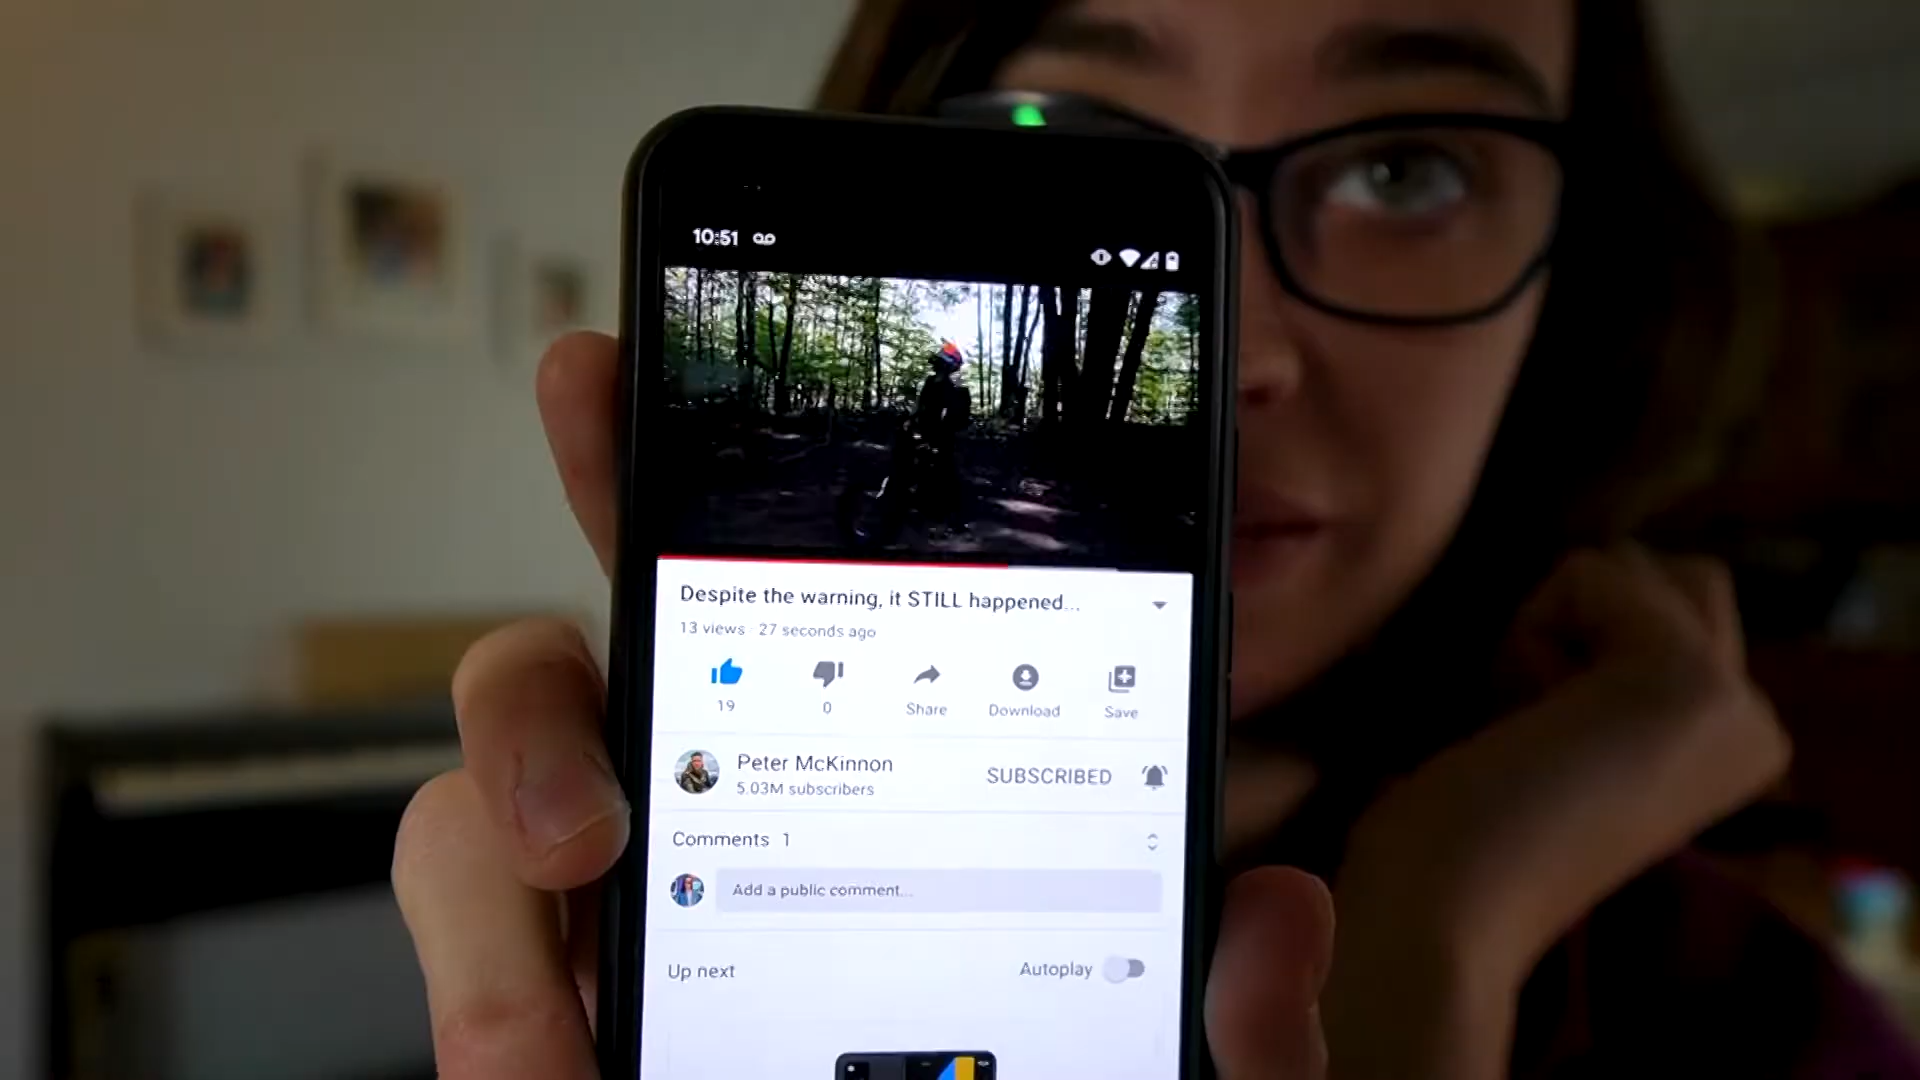 10:51
Despite the warning, it STILL happened...
13 views · 27 seconds ago
19
0
Share
Download
Save
Peter McKinnon
5.03M subscribers
SUBSCRIBED
Comments 1
Add a public comment...
Up next
Autoplay